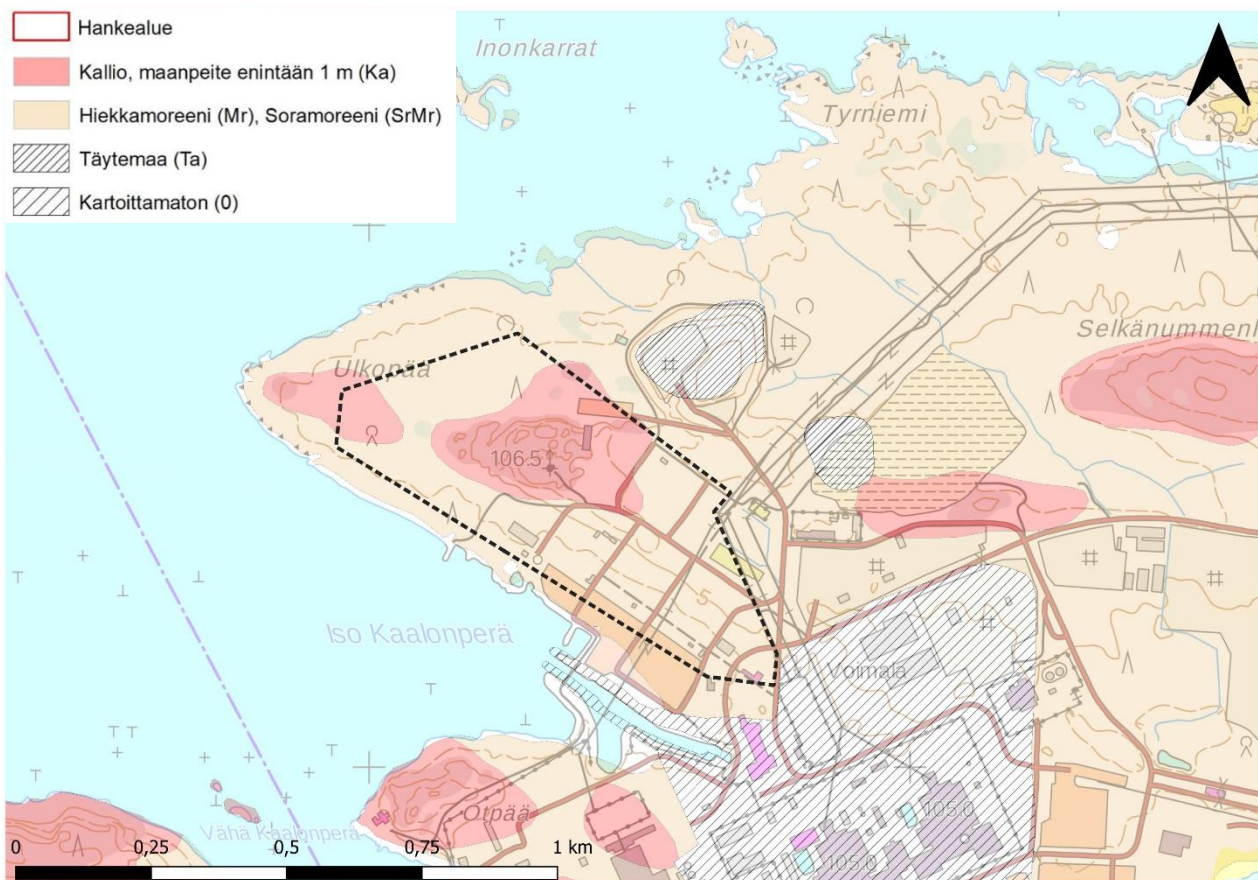 Hankealue
Kallio, maanpeite enintään 1 m (Ka)
Hiekkamoreeni (Mr), Soramoreeni (SrMr)
Täytemaa (Ta)
Kartoittamaton (0)
Inonkarrat
Tyrniemi
Selkänummen
Ulkopää
106.5
5
Iso Kaalonperä
Voimala
Otpää
Vähä Kaalonperä
105.0
105.0
0 0,25 0,5 0,75 1 km